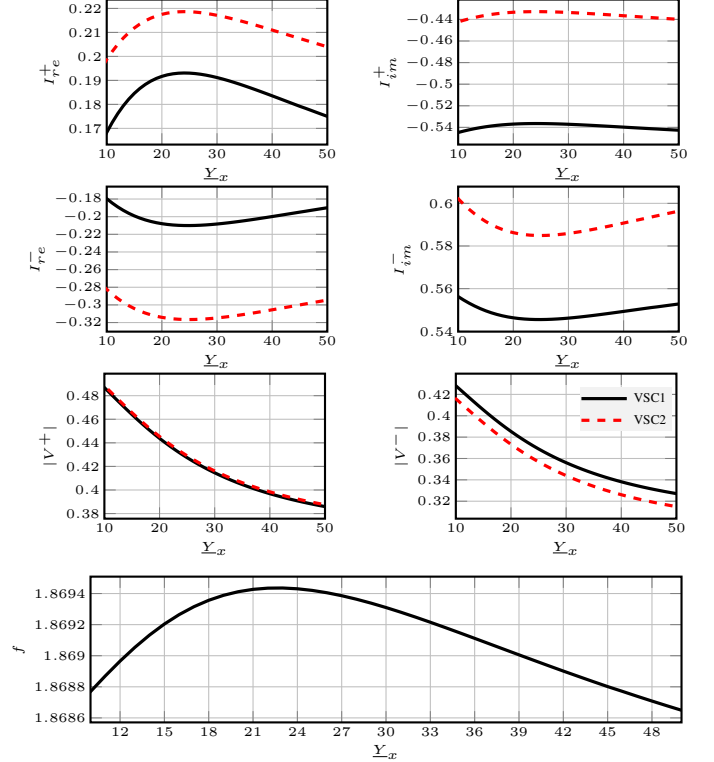 0.22
0.21
0.2
0.19
0.17
I⁺re
10 20 30 40 50
Y_x
−0.44
−0.46
−0.48
−0.5
−0.52
−0.54
I⁺im
10 20 30 40 50
Y_x
−0.18
−0.2
−0.22
−0.24
−0.26
−0.28
−0.3
−0.32
I⁻re
10 20 30 40 50
Y_x
0.6
0.58
0.56
0.54
I⁻im
10 20 30 40 50
Y_x
0.48
0.46
0.44
0.42
0.4
0.38
|V⁺|
10 20 30 40 50
Y_x
0.42
0.4
0.38
0.36
0.34
0.32
|V⁻|
VSC1
VSC2
10 20 30 40 50
Y_x
1.8694
1.8692
1.869
1.8688
1.8686
f
12 15 18 21 24 27 30 33 36 39 42 45 48
Y_x